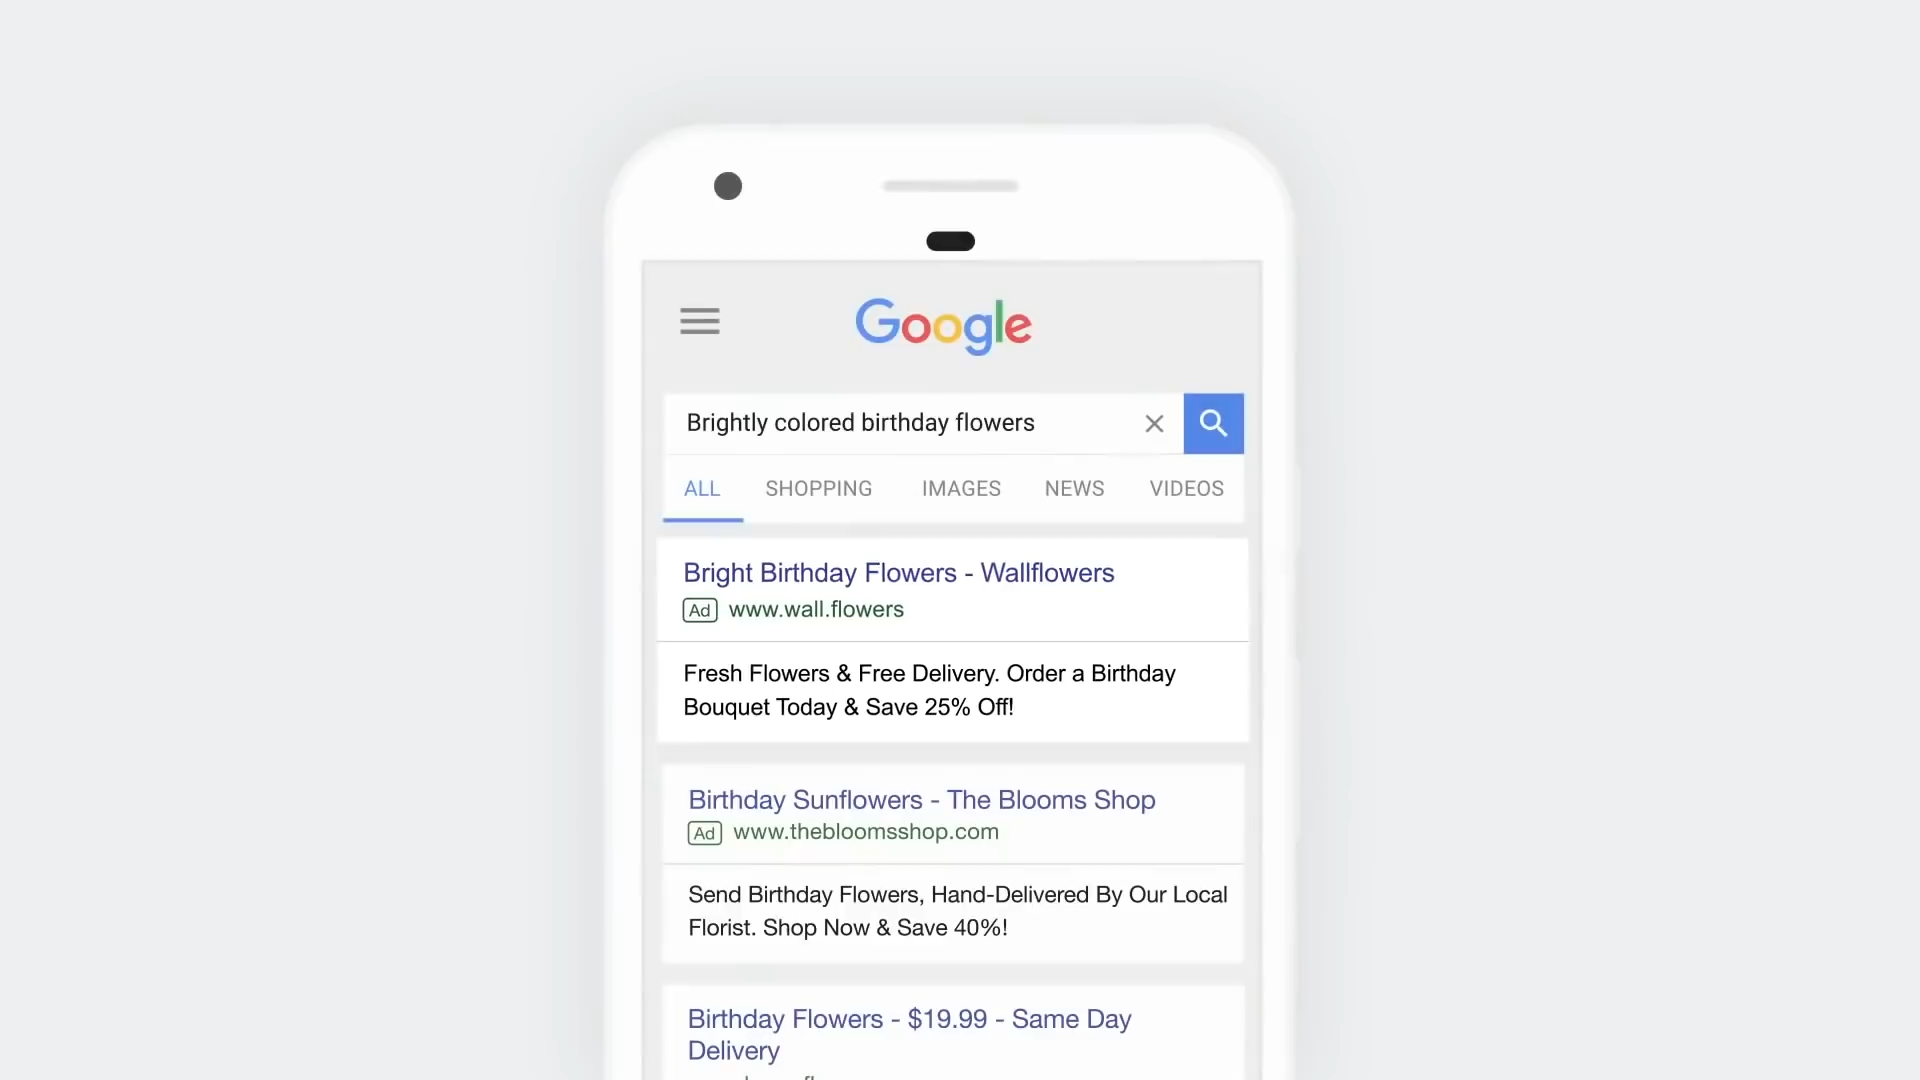 Google
Brightly colored birthday flowers
ALL SHOPPING IMAGES NEWS VIDEOS
Bright Birthday Flowers - Wallflowers
Ad www.wall.flowers
Fresh Flowers & Free Delivery. Order a Birthday
Bouquet Today & Save 25% Off!
Birthday Sunflowers - The Blooms Shop
Ad www.thebloomsshop.com
Send Birthday Flowers, Hand-Delivered By Our Local
Florist. Shop Now & Save 40%!
Birthday Flowers - $19.99 - Same Day
Delivery